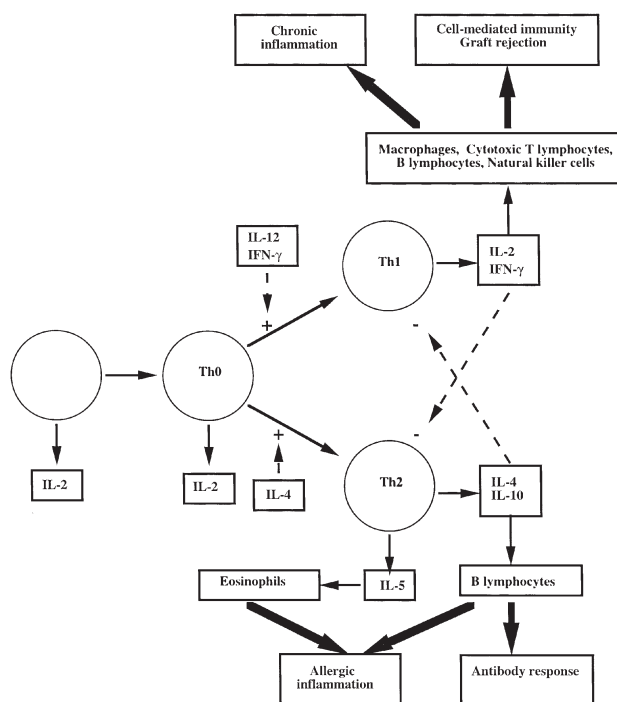 Chronic
inflammation
Cell-mediated immunity
Graft rejection
Macrophages, Cytotoxic T lymphocytes,
B lymphocytes, Natural killer cells
IL-12
IFN-γ
Th1
IL-2
IFN-γ
+
-
Th0
+
-
IL-2
IL-2
IL-4
Th2
IL-4
IL-10
Eosinophils
IL-5
B lymphocytes
Allergic
inflammation
Antibody response